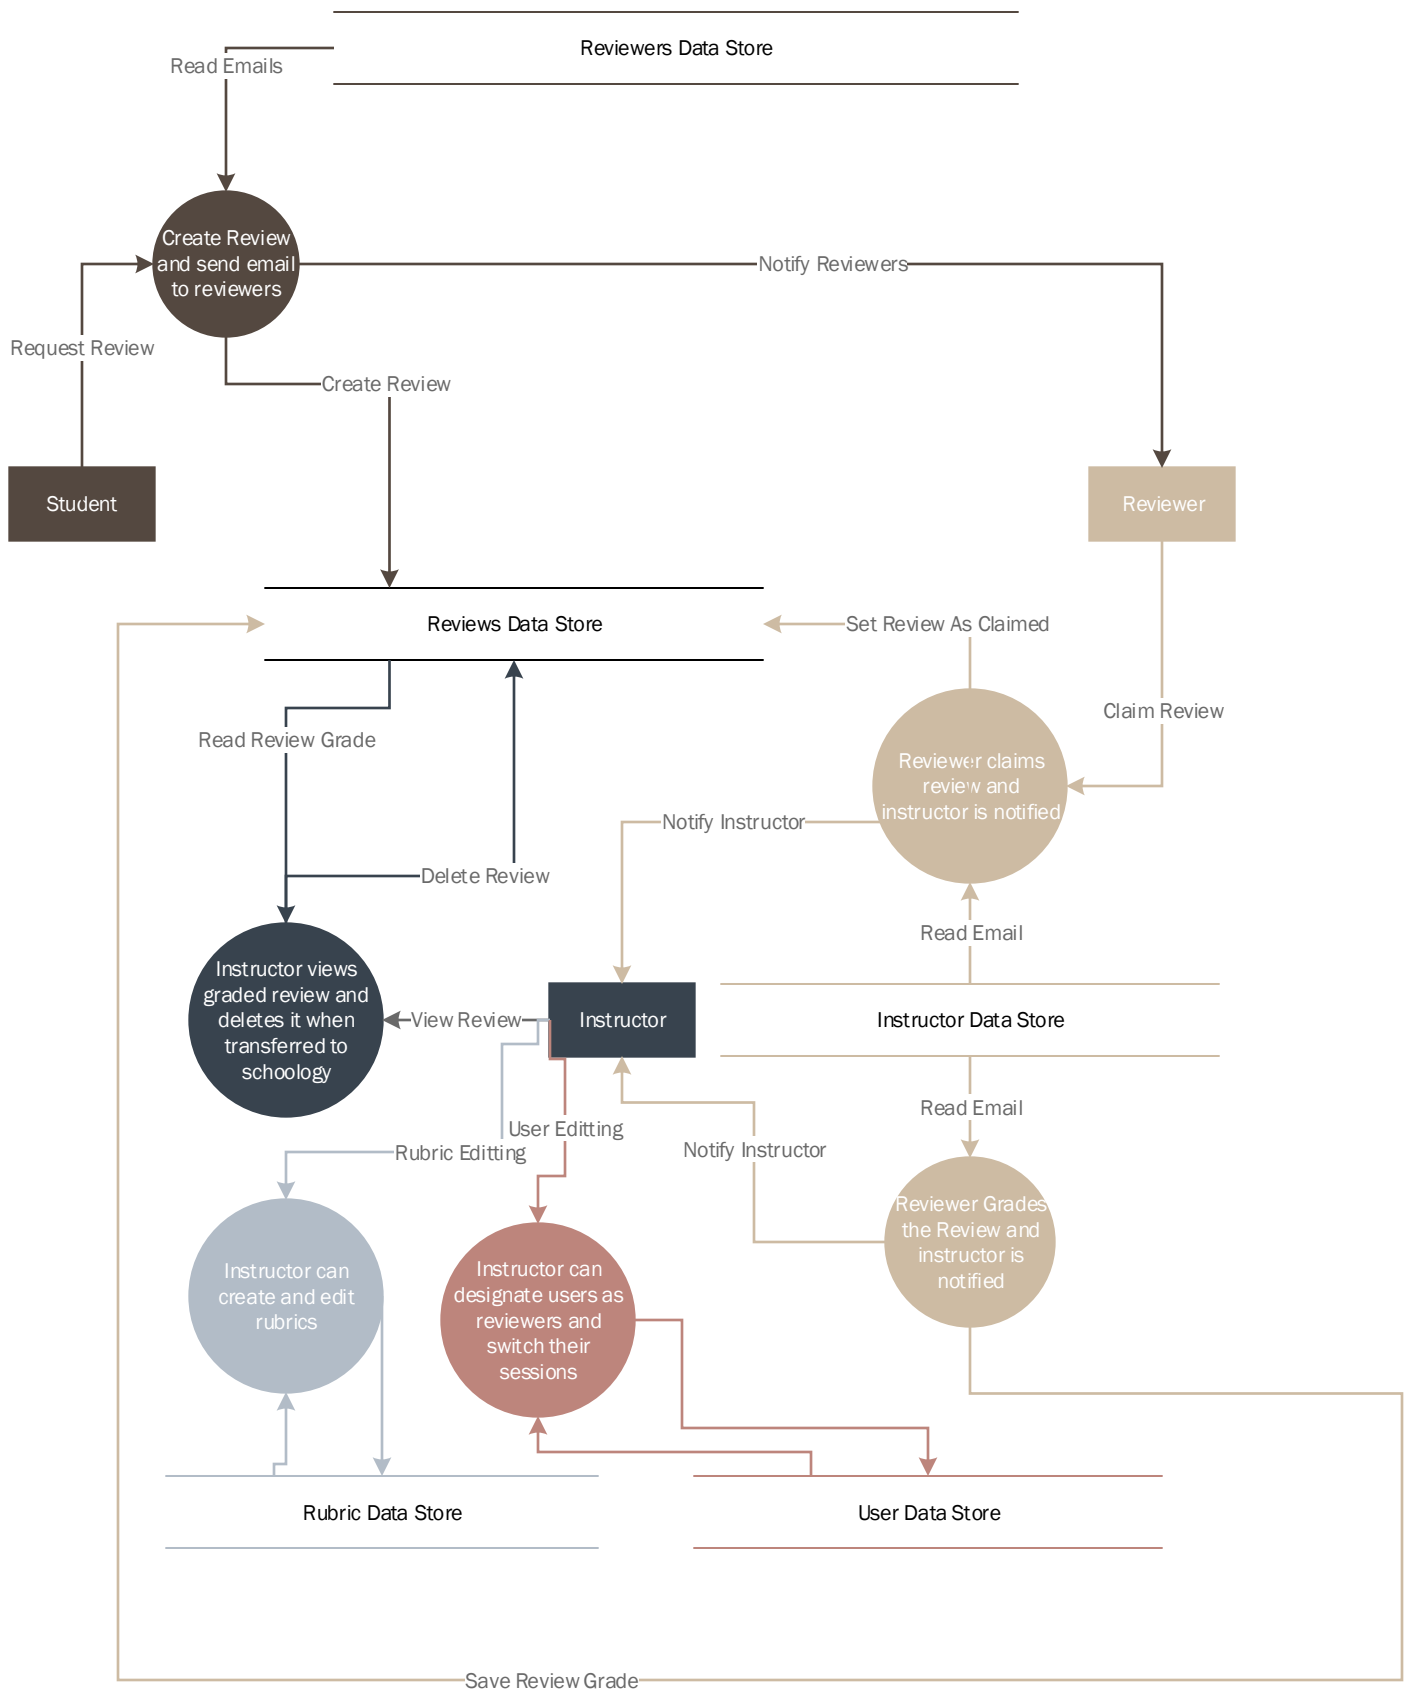 Reviewers Data Store
Read Emails
Create Review
and send email
to reviewers
Notify Reviewers
Request Review
Create Review
Student
Reviewer
Reviews Data Store
Set Review As Claimed
Claim Review
Read Review Grade
Reviewer claims
review and
instructor is notified
Notify Instructor
Delete Review
Read Email
Instructor views
graded review and
deletes it when
transferred to
schoology
View Review
Instructor
Instructor Data Store
Read Email
User Editting
Rubric Editting
Notify Instructor
Reviewer Grades
the Review and
instructor is
notified
Instructor can
create and edit
rubrics
Instructor can
designate users as
reviewers and
switch their
sessions
Rubric Data Store
User Data Store
Save Review Grade